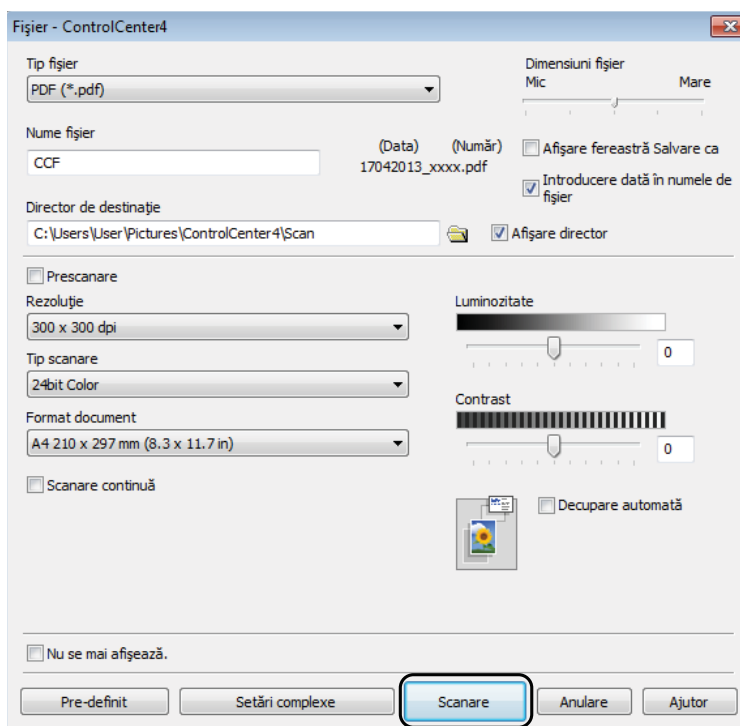 Fişier - ControlCenter4
Tip fişier
PDF (*.pdf)
Dimensiuni fişier
Mic Mare
Nume fişier
CCF
(Data) (Număr)
17042013_xxxx.pdf
Afişare fereastră Salvare ca
Introducere dată în numele de
fişier
Director de destinaţie
C:\Users\User\Pictures\ControlCenter4\Scan
Afişare director
Prescanare
Rezoluţie
300 x 300 dpi
Tip scanare
24bit Color
Format document
A4 210 x 297 mm (8.3 x 11.7 in)
Scanare continuă
Luminozitate
0
Contrast
0
Decupare automată
Nu se mai afişează.
Pre-definit Setări complexe Scanare Anulare Ajutor